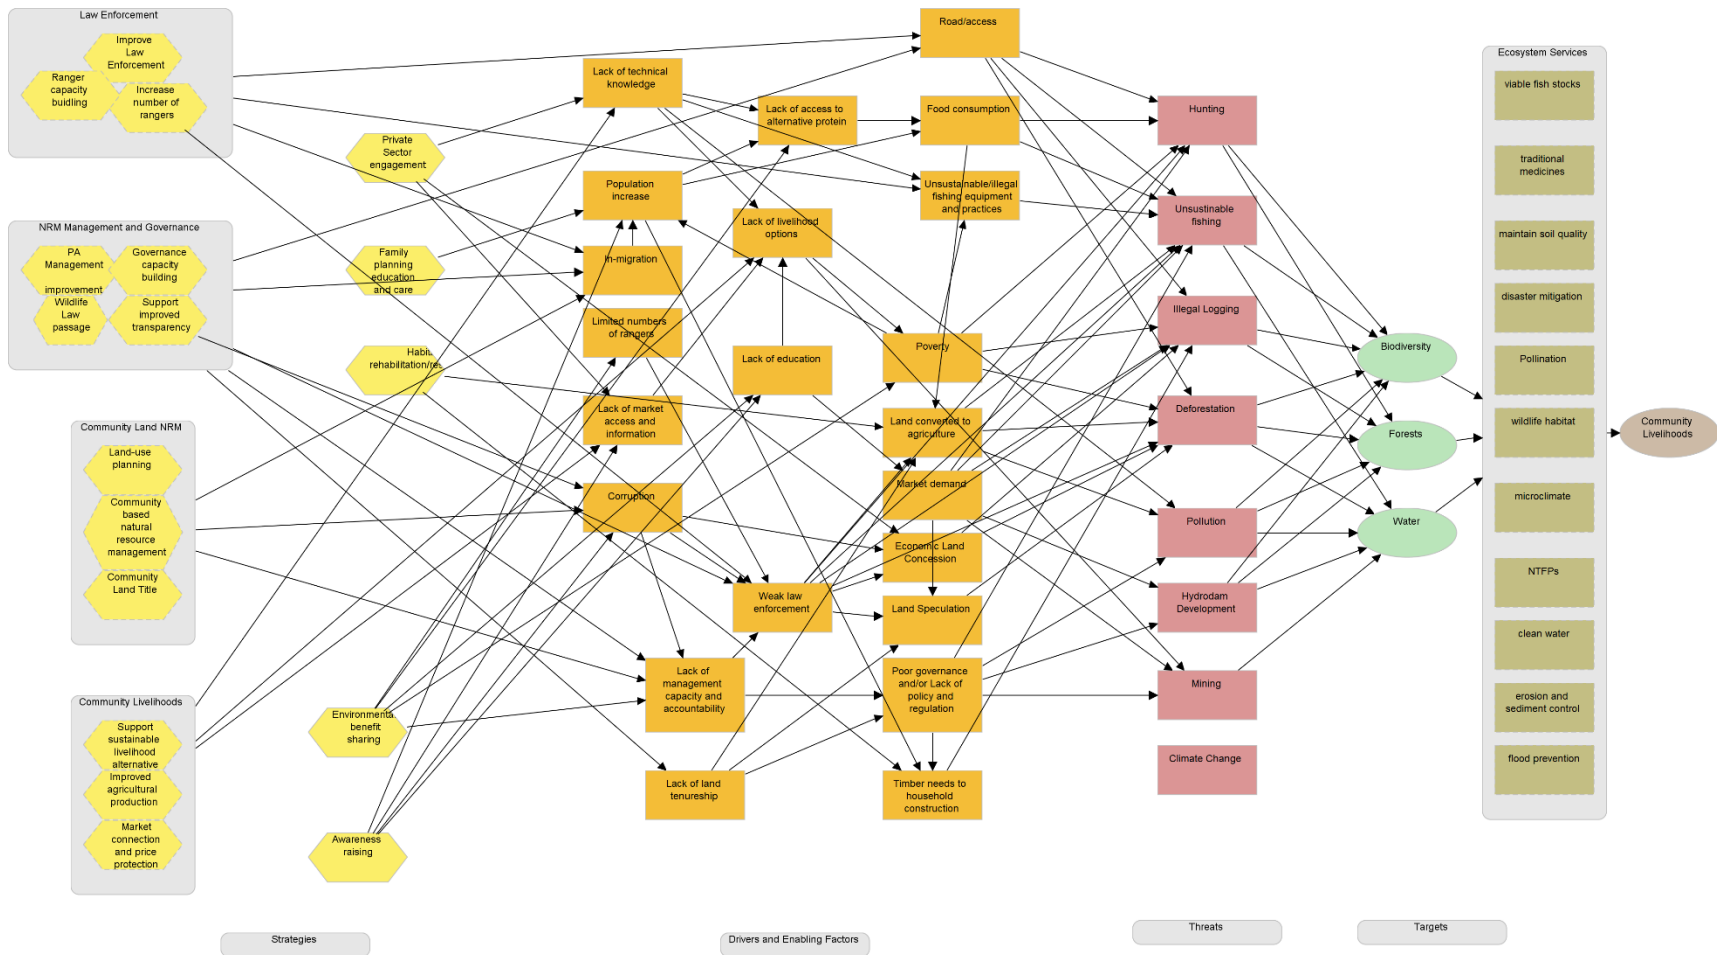 Law Enforcement
Improve
Law
Enforcement
Ranger
capacity
buidling
Increase
number of
rangers
NRM Management and Governance
PA
Management
improvement
Governance
capacity
building
Wildlife
Law
passage
Support
improved
transparency
Community Land NRM
Land-use
planning
Community
based
natural
resource
management
Community
Land Title
Community Livelihoods
Support
sustainable
livelihood
alternative
Improved
agricultural
production
Market
connection
and price
protection
Private
Sector
engagement
Family
planning
education
and care
rehabilitation/
Environmental
benefit
sharing
Awareness
raising
Lack of technical
knowledge
Population
increase
In-migration
Limited numbers
of rangers
Lack of market
access and
information
Corruption
Lack of
management
capacity and
accountability
Lack of land
tenureship
Lack of access to
alternative protein
Lack of livelihood
options
Lack of education
Weak law
enforcement
Road/access
Food consumption
Unsustainable/illegal
fishing equipment
and practices
Poverty
Land converted to
agriculture
Market demand
Economic Land
Concession
Land Speculation
Poor governance
and/or Lack of
policy and
regulation
Timber needs to
household
construction
Hunting
Unsustinable
fishing
Illegal Logging
Deforestation
Pollution
Hydrodam
Development
Mining
Climate Change
Biodiversity
Forests
Water
Ecosystem Services
viable fish stocks
traditional
medicines
maintain soil quality
disaster mitigation
Pollination
wildlife habitat
microclimate
NTFPs
clean water
erosion and
sediment control
flood prevention
Community
Livelihoods
Strategies
Drivers and Enabling Factors
Threats
Targets